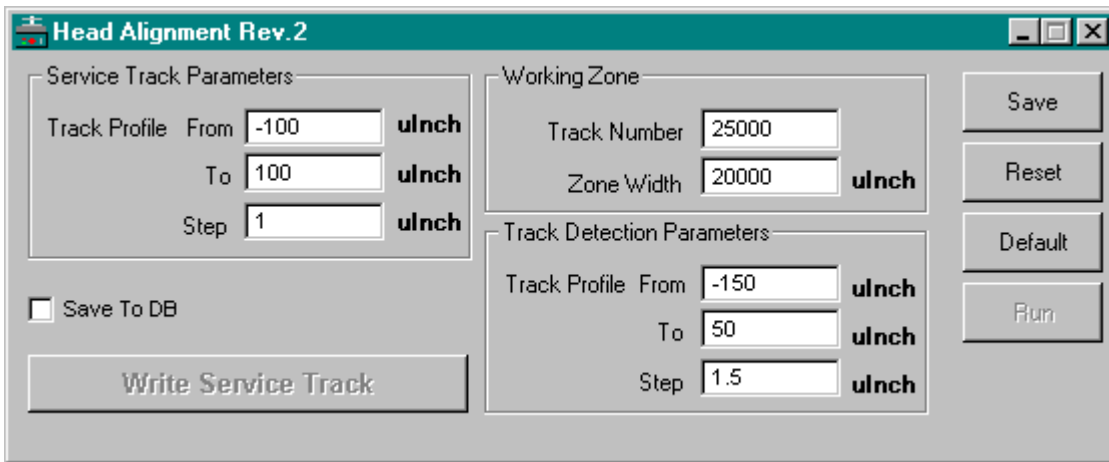 Head Alignment Rev.2
Service Track Parameters
Track Profile From -100 uInch
To 100 uInch
Step 1 uInch
Save To DB
Write Service Track
Working Zone
Track Number 25000
Zone Width 20000 uInch
Track Detection Parameters
Track Profile From -150 uInch
To 50 uInch
Step 1.5 uInch
Save
Reset
Default
Run